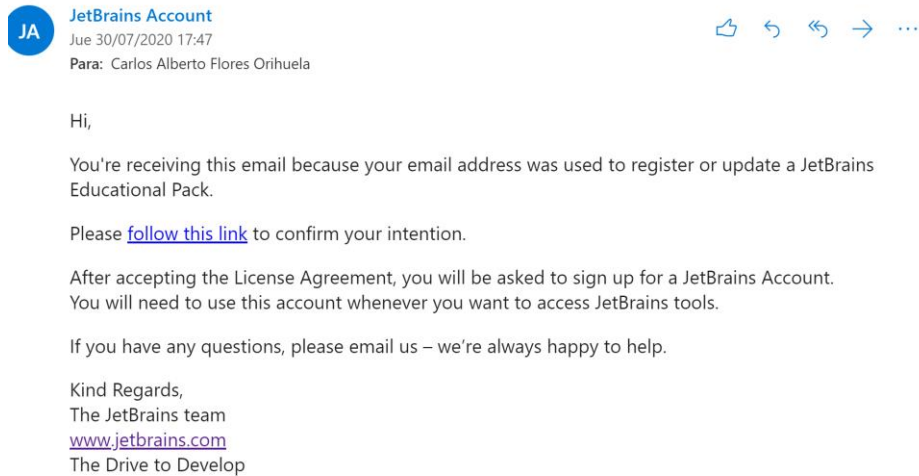 JA
JetBrains Account
Jue 30/07/2020 17:47
Para: Carlos Alberto Flores Orihuela
Hi,
You're receiving this email because your email address was used to register or update a JetBrains
Educational Pack.
Please follow this link to confirm your intention.
After accepting the License Agreement, you will be asked to sign up for a JetBrains Account.
You will need to use this account whenever you want to access JetBrains tools.
If you have any questions, please email us – we’re always happy to help.
Kind Regards,
The JetBrains team
www.jetbrains.com
The Drive to Develop